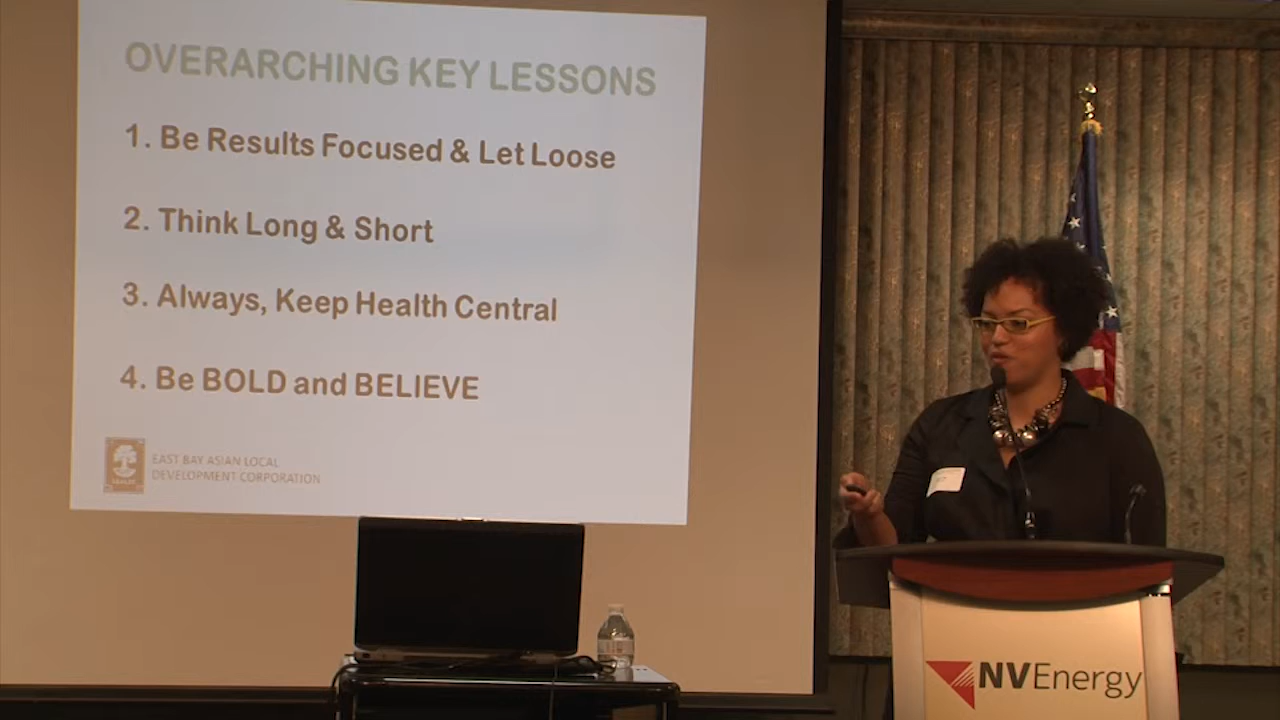 OVERARCHING KEY LESSONS
1. Be Results Focused & Let Loose
2. Think Long & Short
3. Always, Keep Health Central
4. Be BOLD and BELIEVE
EAST BAY ASIAN LOCAL
DEVELOPMENT CORPORATION
NVEnergy